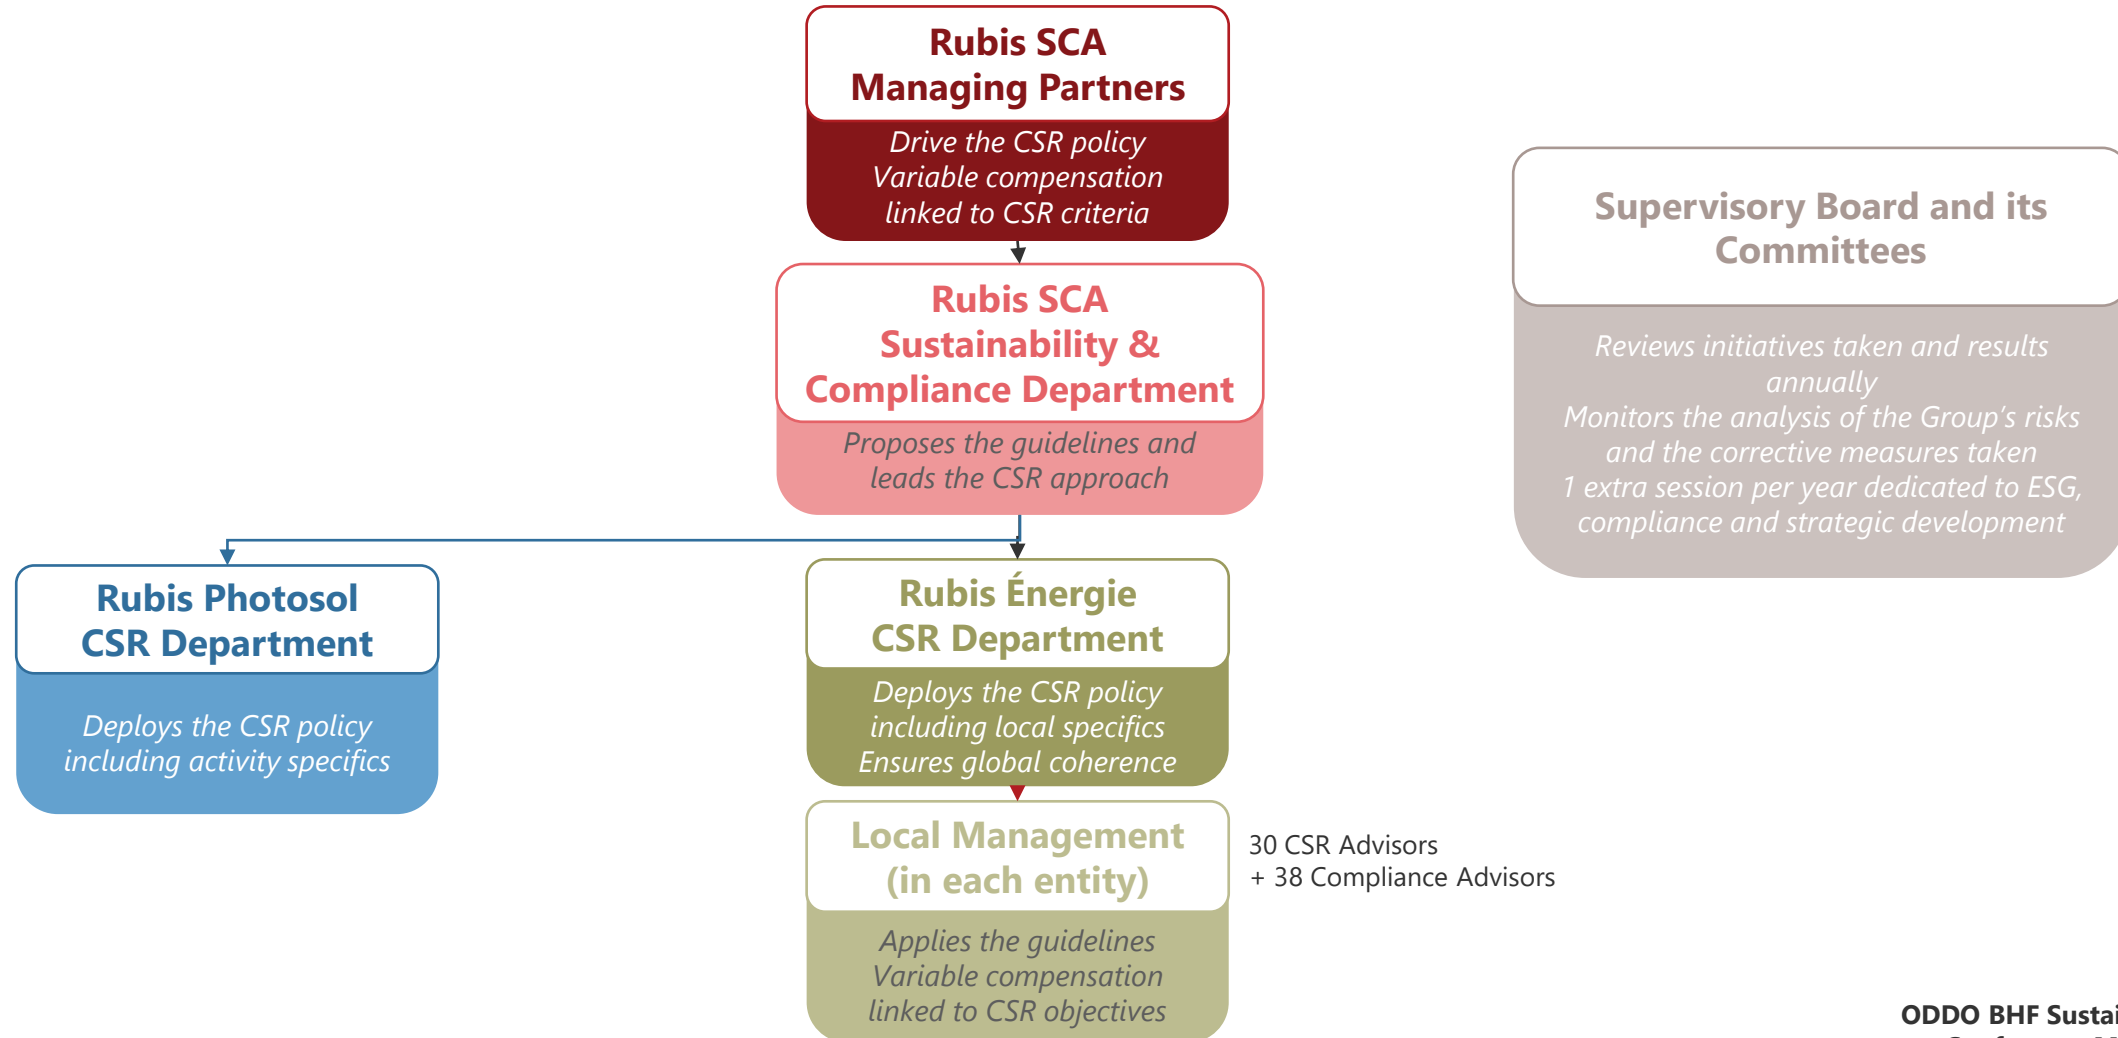 Rubis SCA
Managing Partners
Drive the CSR policy
Variable compensation
linked to CSR criteria
Rubis SCA
Sustainability &
Compliance Department
Proposes the guidelines and
leads the CSR approach
Supervisory Board and its
Committees
Reviews initiatives taken and results
annually
Monitors the analysis of the Group's risks
and the corrective measures taken
1 extra session per year dedicated to ESG,
compliance and strategic development
Rubis Photosol
CSR Department
Deploys the CSR policy
including activity specifics
Rubis Énergie
CSR Department
Deploys the CSR policy
including local specifics
Ensures global coherence
Local Management
(in each entity)
Applies the guidelines
Variable compensation
linked to CSR objectives
30 CSR Advisors
+ 38 Compliance Advisors
ODDO BHF